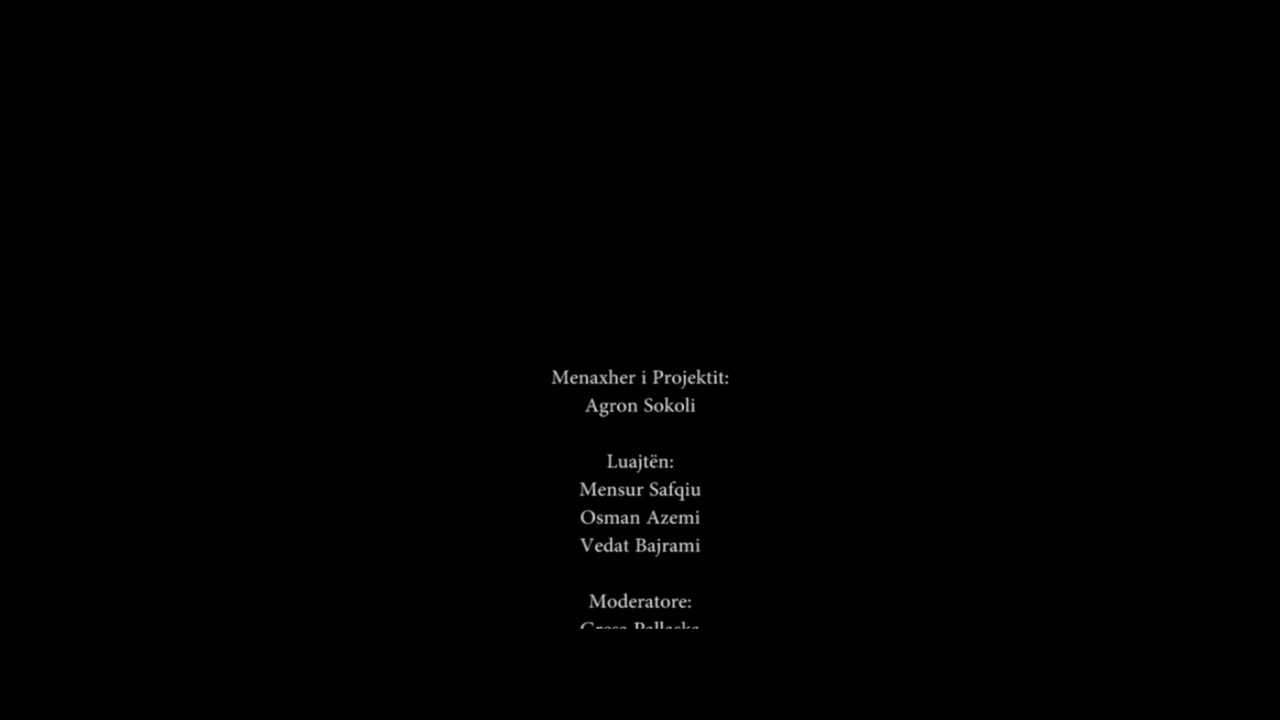 Menaxher i Projektit:
Agron Sokoli
Luajtën:
Mensur Safqiu
Osman Azemi
Vedat Bajrami
Moderatore: